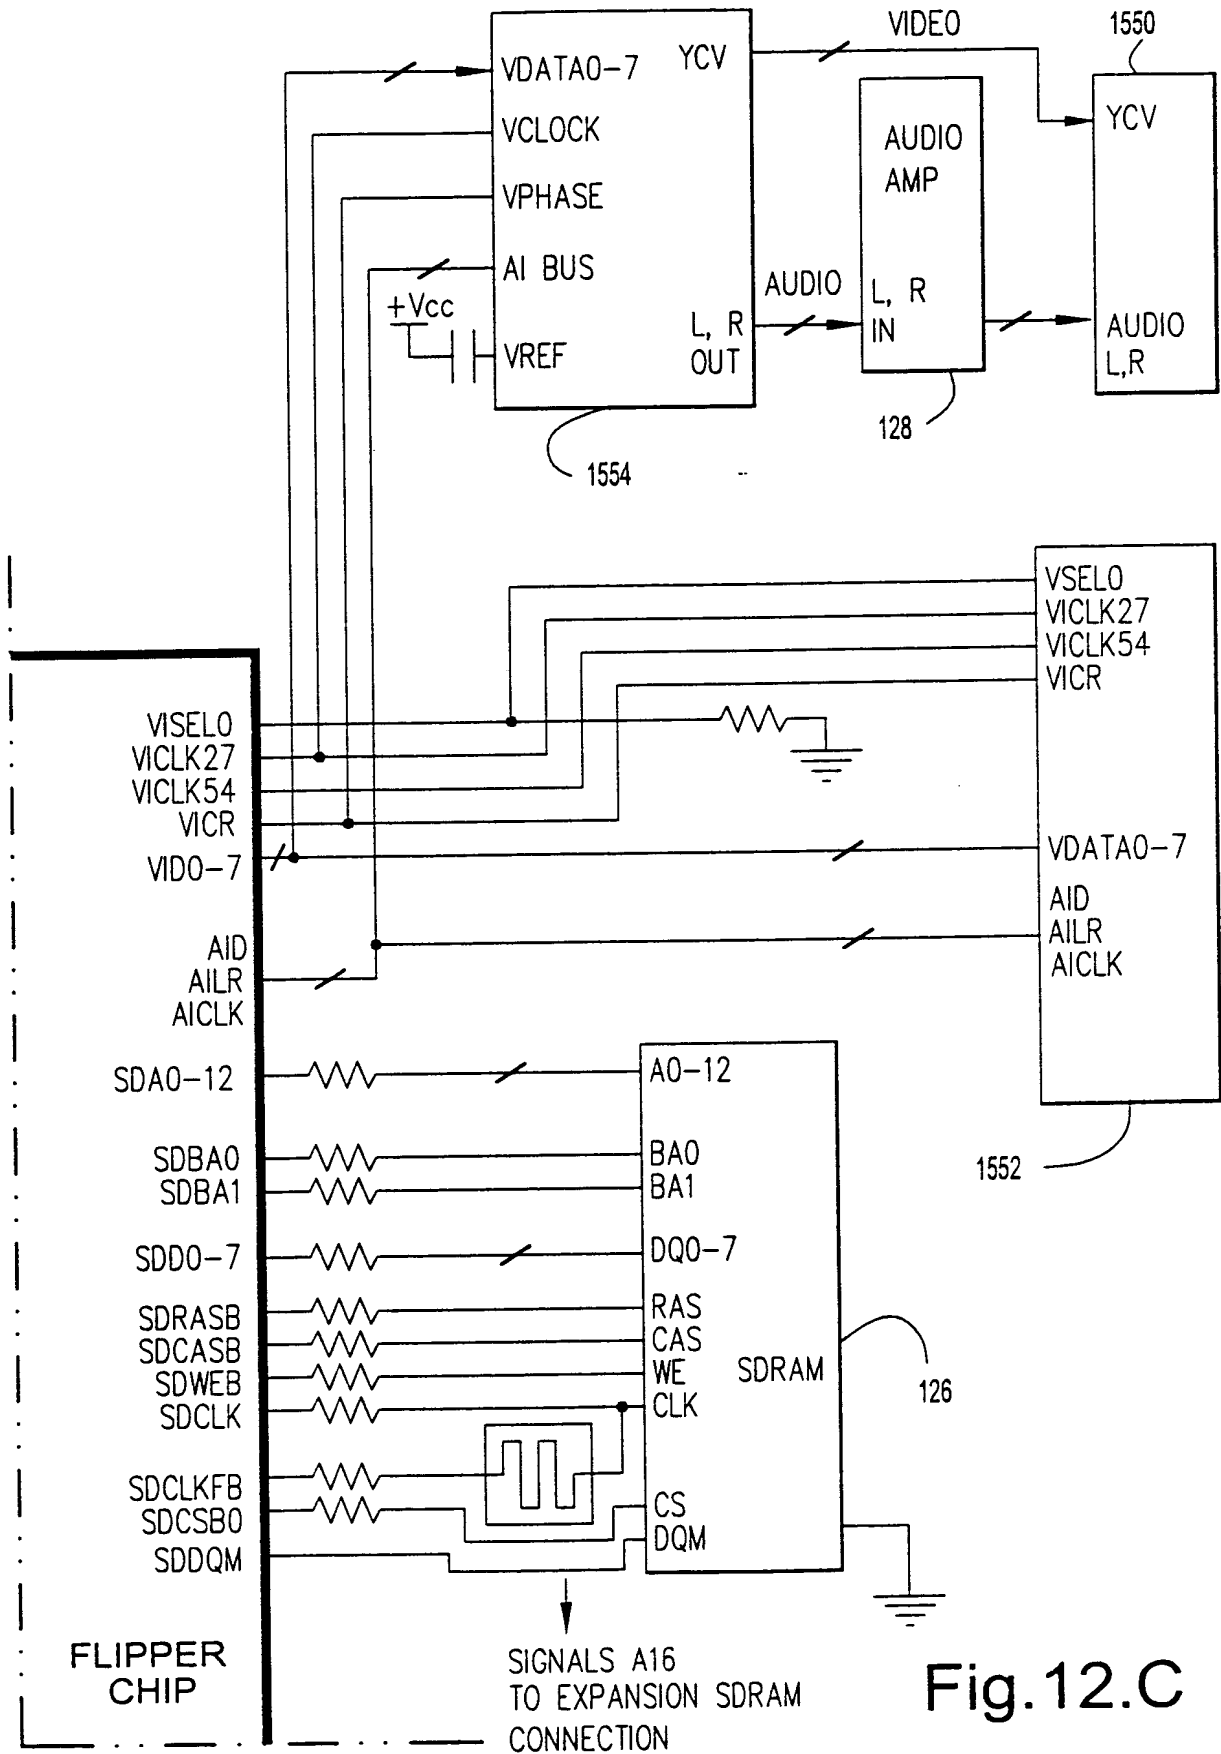 VIDEO
1550
VDATA0-7
YCV
VCLOCK
VPHASE
AI BUS
+Vcc
VREF
L, R
OUT
1554
AUDIO
AUDIO
AMP
L, R
IN
128
YCV
AUDIO
L,R
VSEL0
VICLK27
VICLK54
VICR
VDATA0-7
AID
AILR
AICLK
1552
VISEL0
VICLK27
VICLK54
VICR
VID0-7
AID
AILR
AICLK
SDA0-12
SDBA0
SDBA1
SDD0-7
SDRASB
SDCASB
SDWEB
SDCLK
SDCLKFB
SDCSB0
SDDQM
A0-12
BA0
BA1
DQ0-7
RAS
CAS
WE
CLK
CS
DQM
SDRAM
126
FLIPPER
CHIP
SIGNALS A16
TO EXPANSION SDRAM
CONNECTION
Fig.12.C